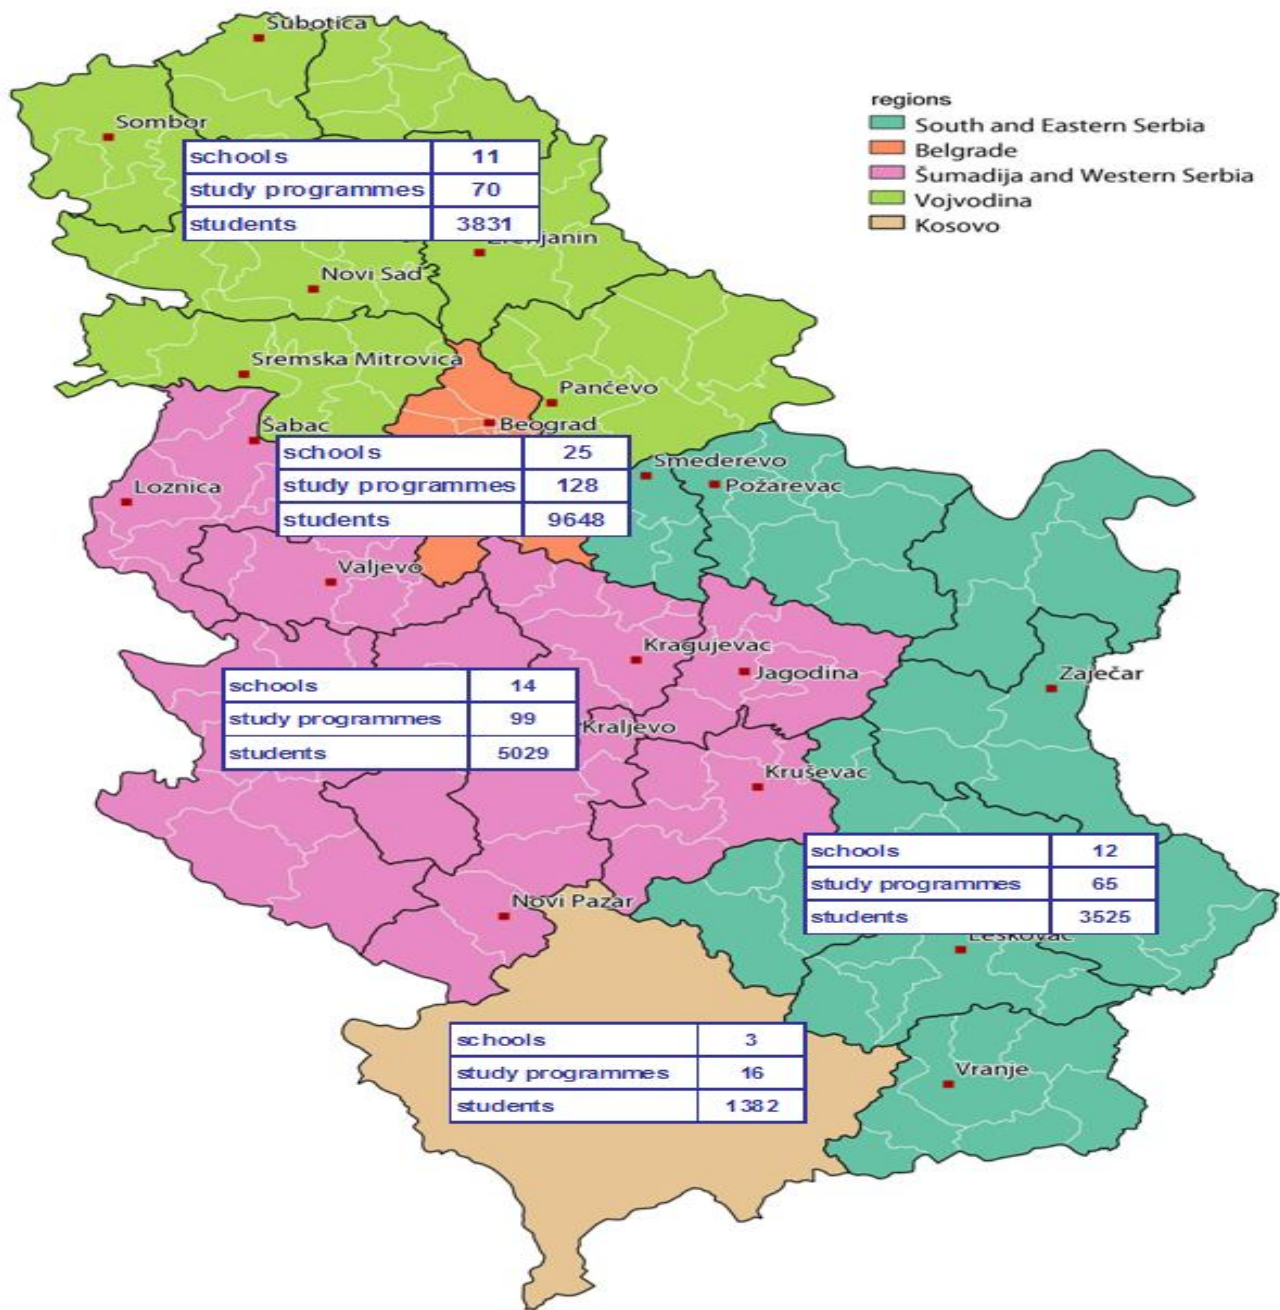 Subotica
regions
South and Eastern Serbia
Belgrade
Šumadija and Western Serbia
Vojvodina
Kosovo
Sombor
schools 11
study programmes 70
students 3831
Zrenjanin
Novi Sad
Sremska Mitrovica
Pančevo
Šabac
Beograd
schools 25
study programmes 128
students 9648
Smederevo
Požarevac
Loznica
Valjevo
Kragujevac
Jagodina
Zaječar
schools 14
study programmes 99
students 5029
Kraljevo
Kruševac
schools 12
study programmes 65
students 3525
Novi Pazar
Leskovac
schools 3
study programmes 16
students 1382
Vranje